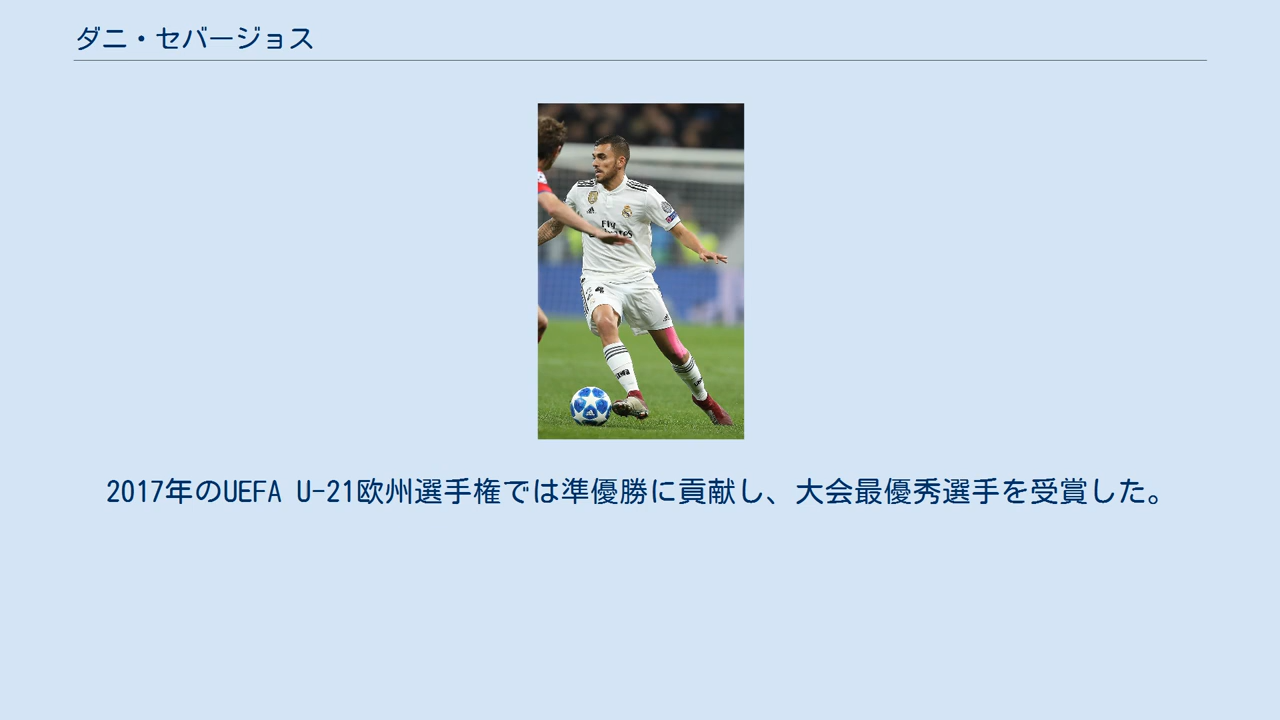 ダニ・セバージョス
Fly
2017年のUEFA U-21欧州選手権では準優勝に貢献し、大会最優秀選手を受賞した。